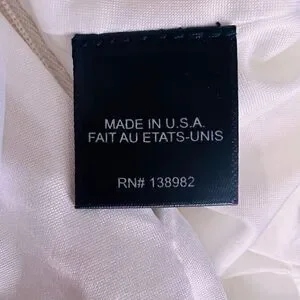 MADE IN U.S.A.
FAIT AU ETATS-UNIS
RN# 138982